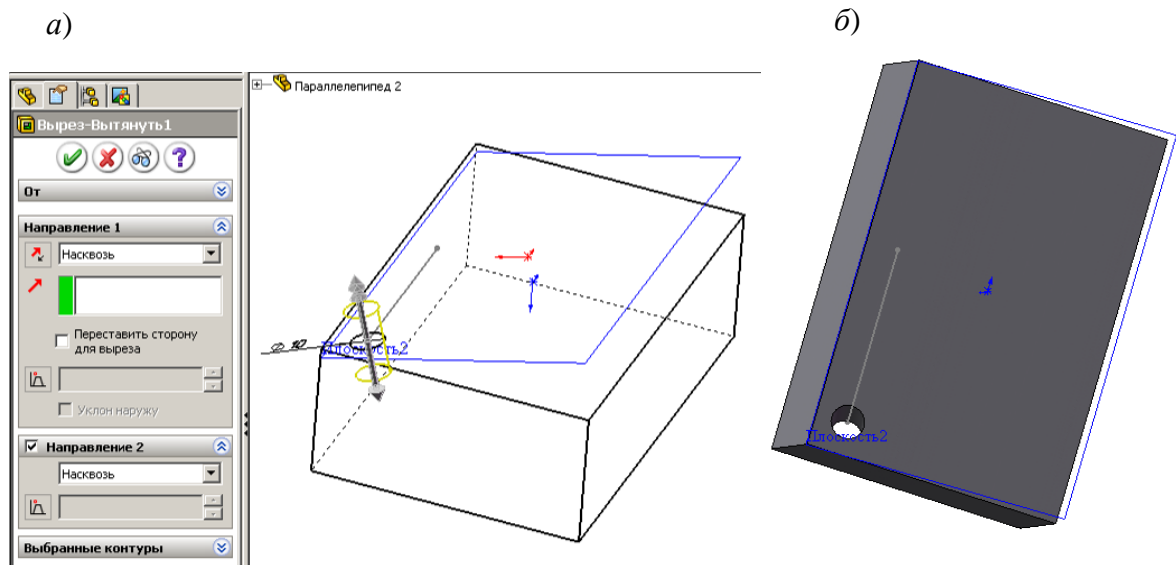 а)
б)
Вырез-Вытянуть1
?
От
Направление 1
Насквозь
Переставить сторону
для выреза
Уклон наружу
Направление 2
Насквозь
Выбранные контуры
Параллелепипед 2
Плоскость2
Плоскость2